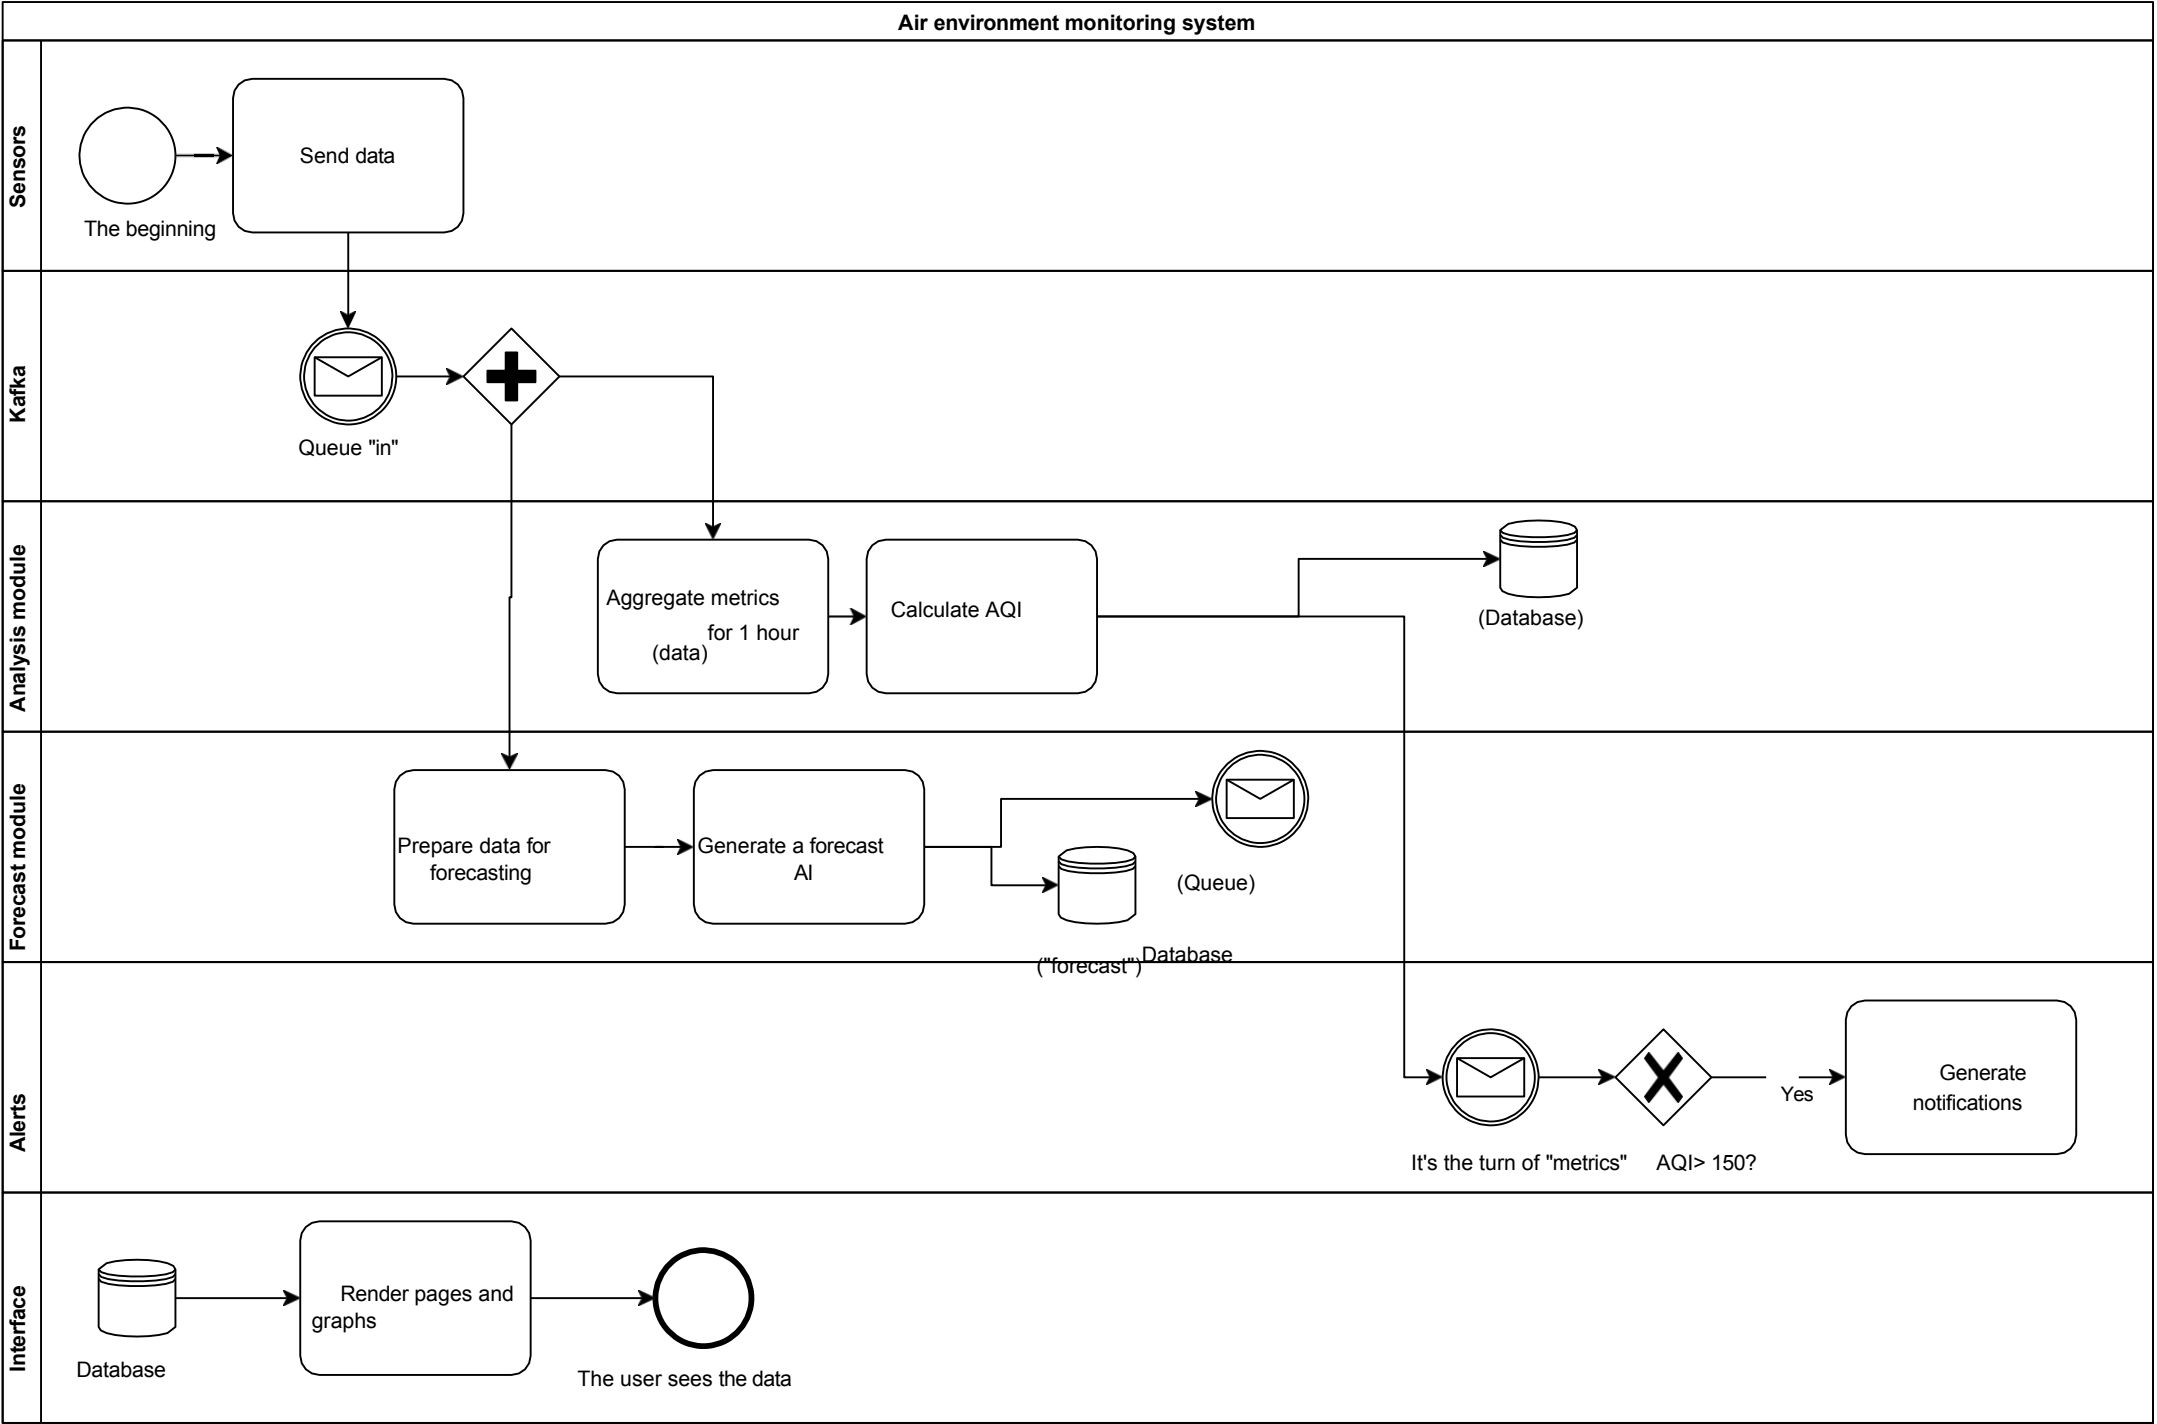 Air environment monitoring system
Sensors
Send data
The beginning
Kafka
Queue "in"
Analysis module
Aggregate metrics
for 1 hour
(data)
Calculate AQI
(Database)
Forecast module
Prepare data for
forecasting
Generate a forecast
AI
(Queue)
Database
("forecast")
Alerts
It's the turn of "metrics"
AQI> 150?
Yes
Generate
notifications
Interface
Database
Render pages and
graphs
The user sees the data